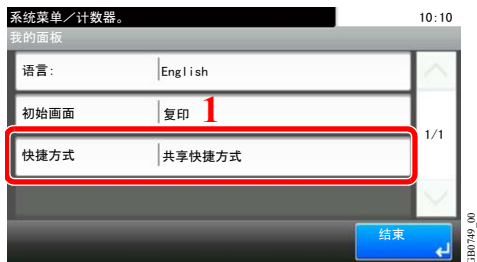 系统菜单／计数器。 10:10
我的面板
语言: English
初始画面 复印 1
1/1
快捷方式 共享快捷方式
结束
GB0749_00